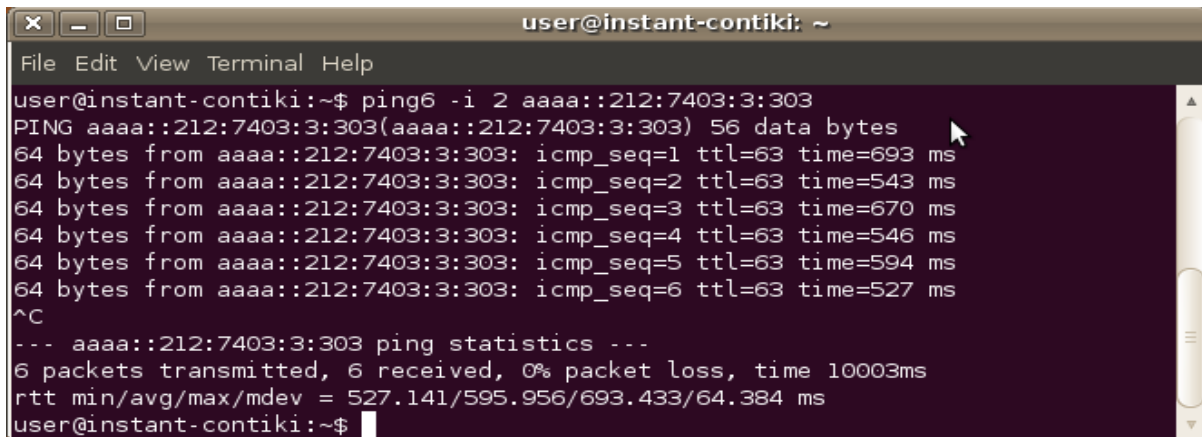 user@instant-contiki: ~
File Edit View Terminal Help
user@instant-contiki:~$ ping6 -i 2 aaaa::212:7403:3:303
PING aaaa::212:7403:3:303(aaaa::212:7403:3:303) 56 data bytes
64 bytes from aaaa::212:7403:3:303: icmp_seq=1 ttl=63 time=693 ms
64 bytes from aaaa::212:7403:3:303: icmp_seq=2 ttl=63 time=543 ms
64 bytes from aaaa::212:7403:3:303: icmp_seq=3 ttl=63 time=670 ms
64 bytes from aaaa::212:7403:3:303: icmp_seq=4 ttl=63 time=546 ms
64 bytes from aaaa::212:7403:3:303: icmp_seq=5 ttl=63 time=594 ms
64 bytes from aaaa::212:7403:3:303: icmp_seq=6 ttl=63 time=527 ms
^C
--- aaaa::212:7403:3:303 ping statistics ---
6 packets transmitted, 6 received, 0% packet loss, time 10003ms
rtt min/avg/max/mdev = 527.141/595.956/693.433/64.384 ms
user@instant-contiki:~$